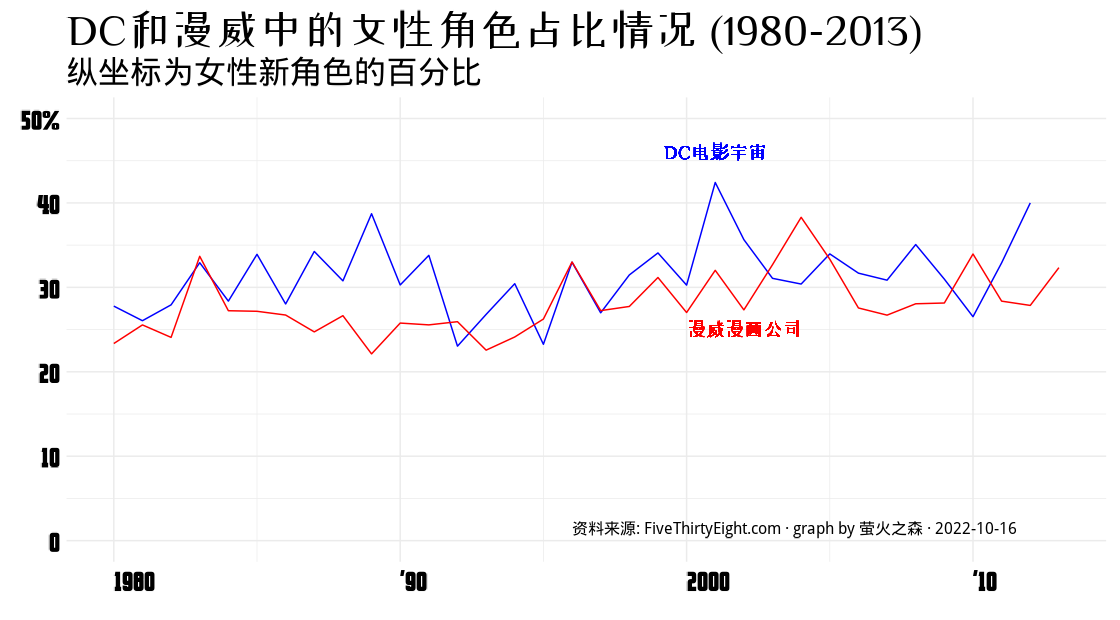 DC和漫威中的女性角色占比情况 (1980-2013)
纵坐标为女性新角色的百分比
50%
DC电影宇宙
40
30
漫威漫画公司
20
10
资料来源: FiveThirtyEight.com · graph by 萤火之森 · 2022-10-16
0
1980 '90 2000 '10